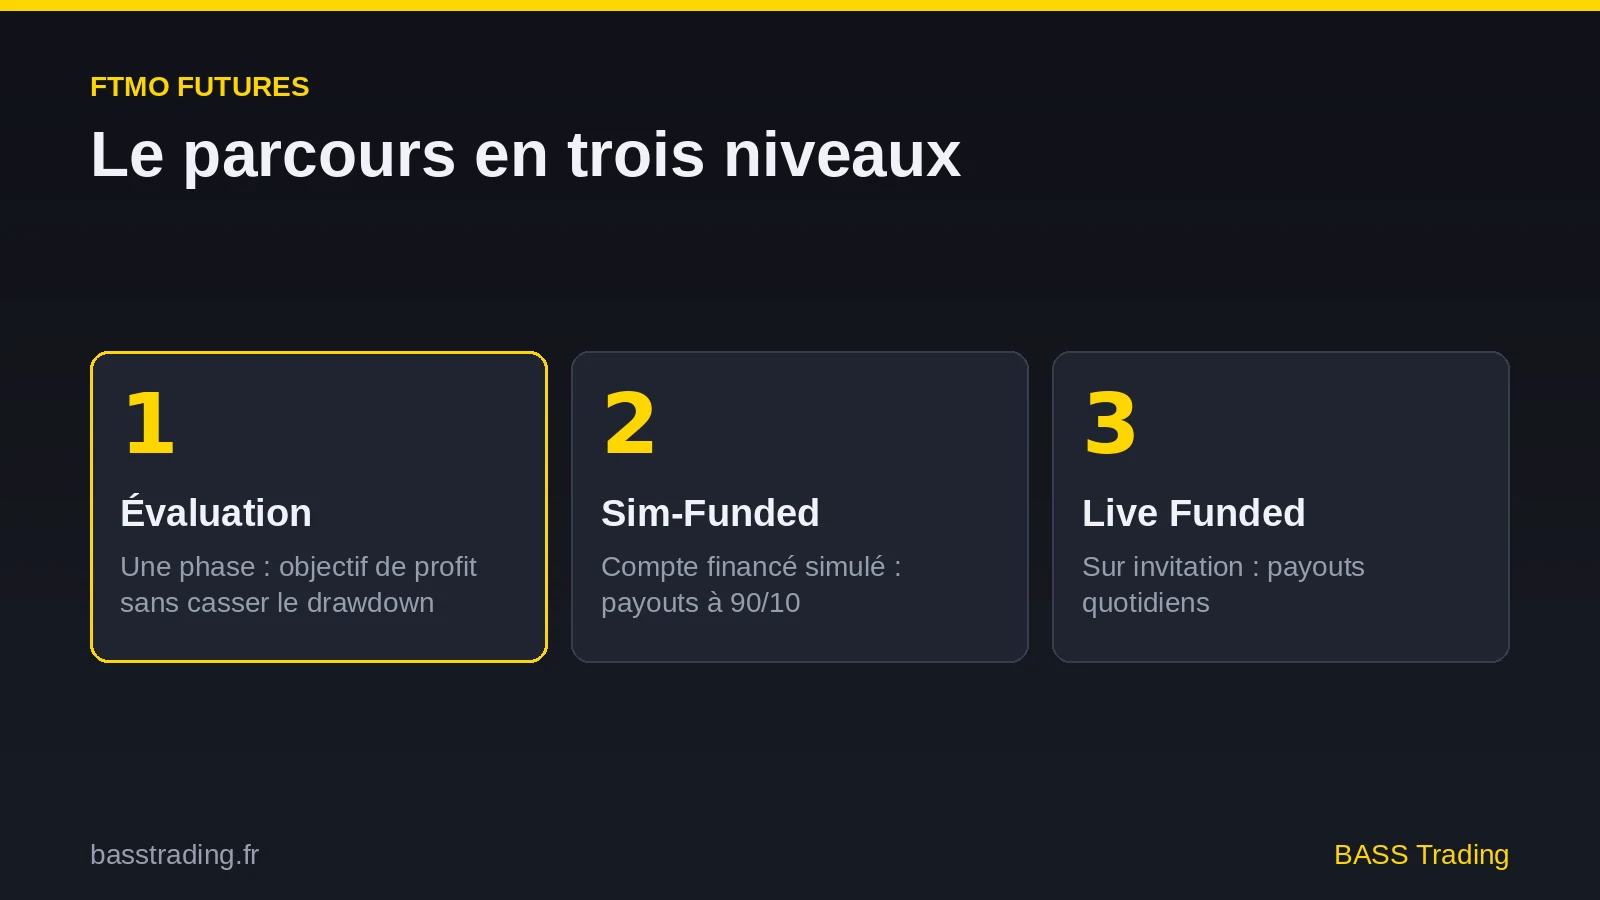 FTMO FUTURES
Le parcours en trois niveaux
1
Évaluation
Une phase : objectif de profit
sans casser le drawdown
2
Sim-Funded
Compte financé simulé :
payouts à 90/10
3
Live Funded
Sur invitation : payouts
quotidiens
basstrading.fr
BASS Trading